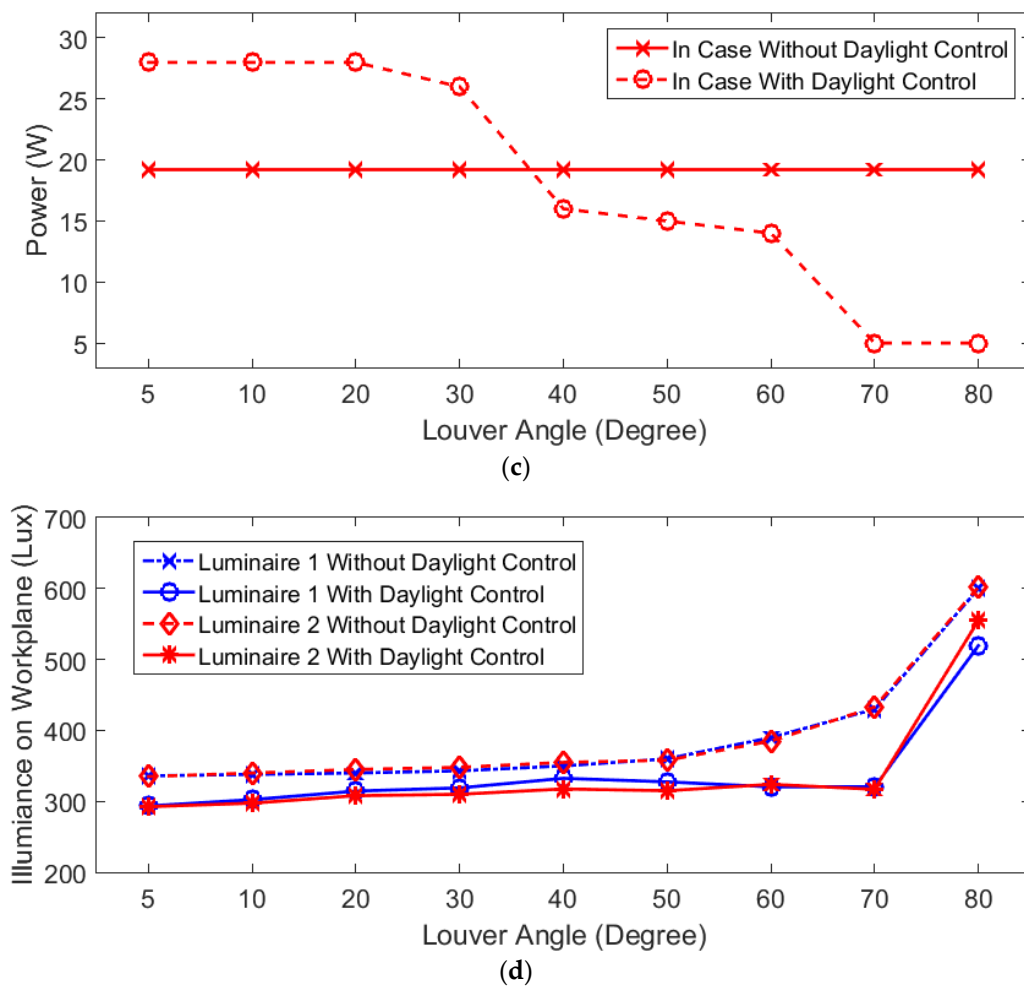 30
25
20
15
10
5
Power (W)
In Case Without Daylight Control
In Case With Daylight Control
5 10 20 30 40 50 60 70 80
Louver Angle (Degree)
(c)
700
600
500
400
300
200
Illumiance on Workplane (Lux)
Luminaire 1 Without Daylight Control
Luminaire 1 With Daylight Control
Luminaire 2 Without Daylight Control
Luminaire 2 With Daylight Control
5 10 20 30 40 50 60 70 80
Louver Angle (Degree)
(d)